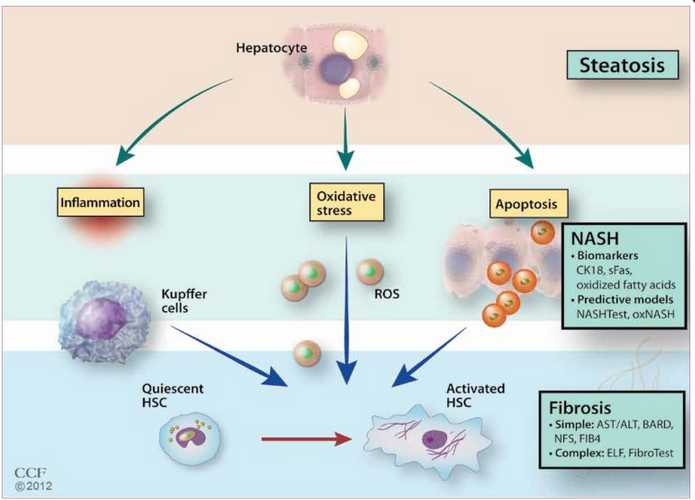 Hepatocyte
Steatosis
Inflammation
Oxidative
stress
Apoptosis
NASH
• Biomarkers
CK18, sFas,
oxidized fatty acids
• Predictive models
NASHTest, oxNASH
Kupffer
cells
ROS
Quiescent
HSC
Activated
HSC
Fibrosis
• Simple: AST/ALT, BARD,
NFS, FIB4
• Complex: ELF, FibroTest
CCF
©2012